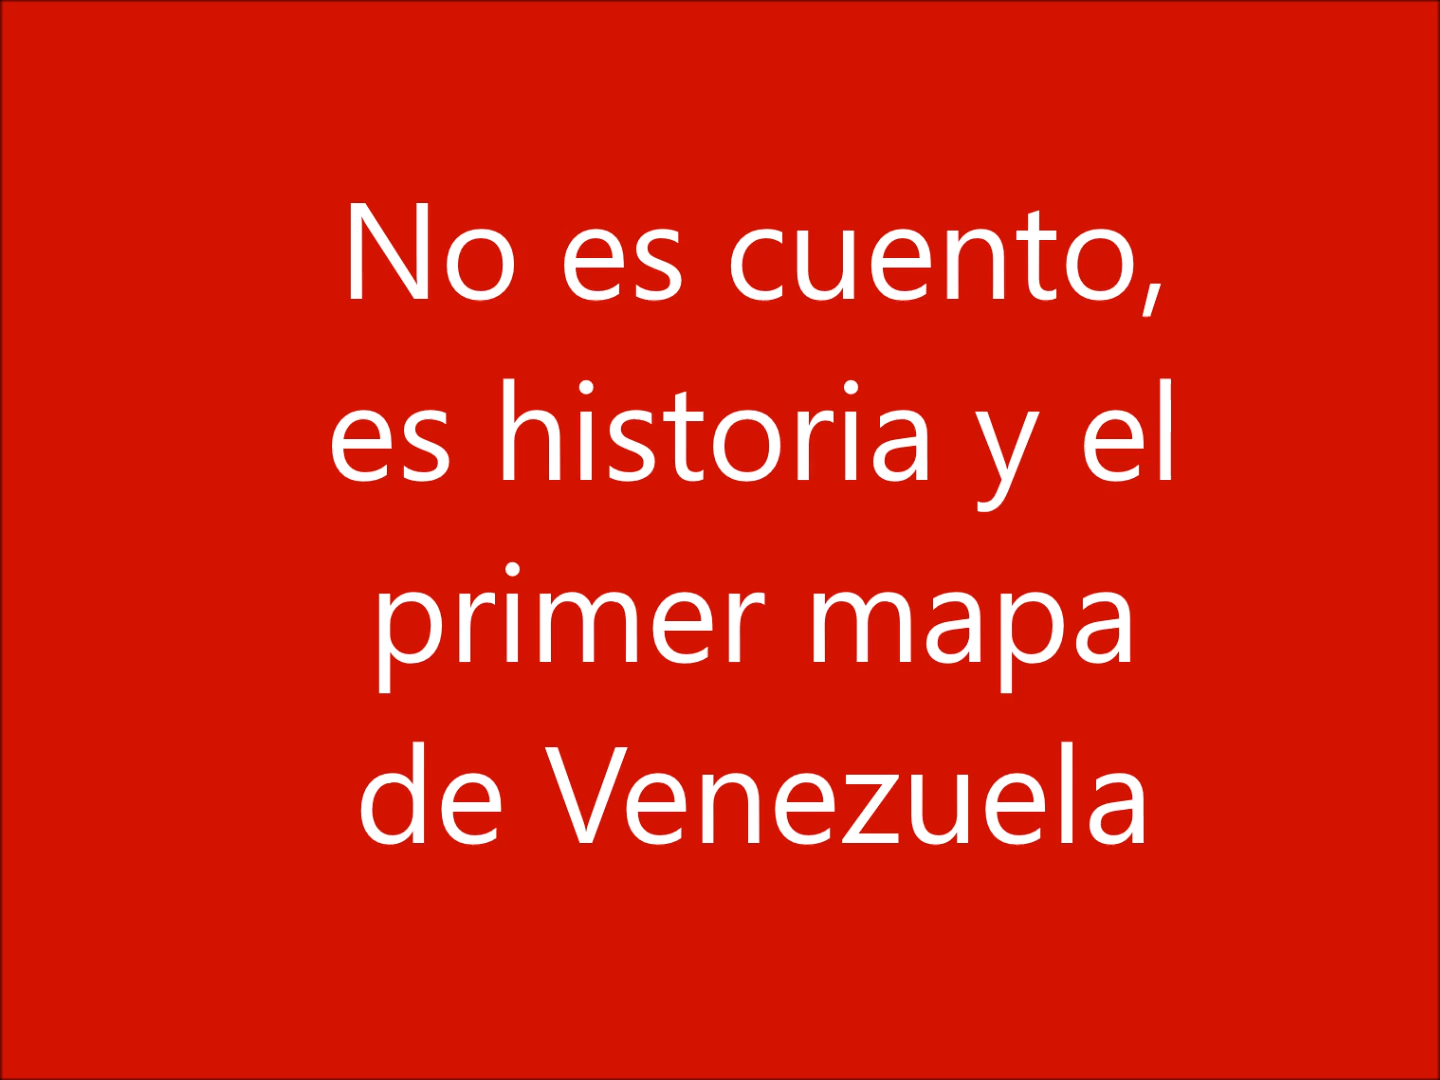 No es cuento,
es historia y el
primer mapa
de Venezuela